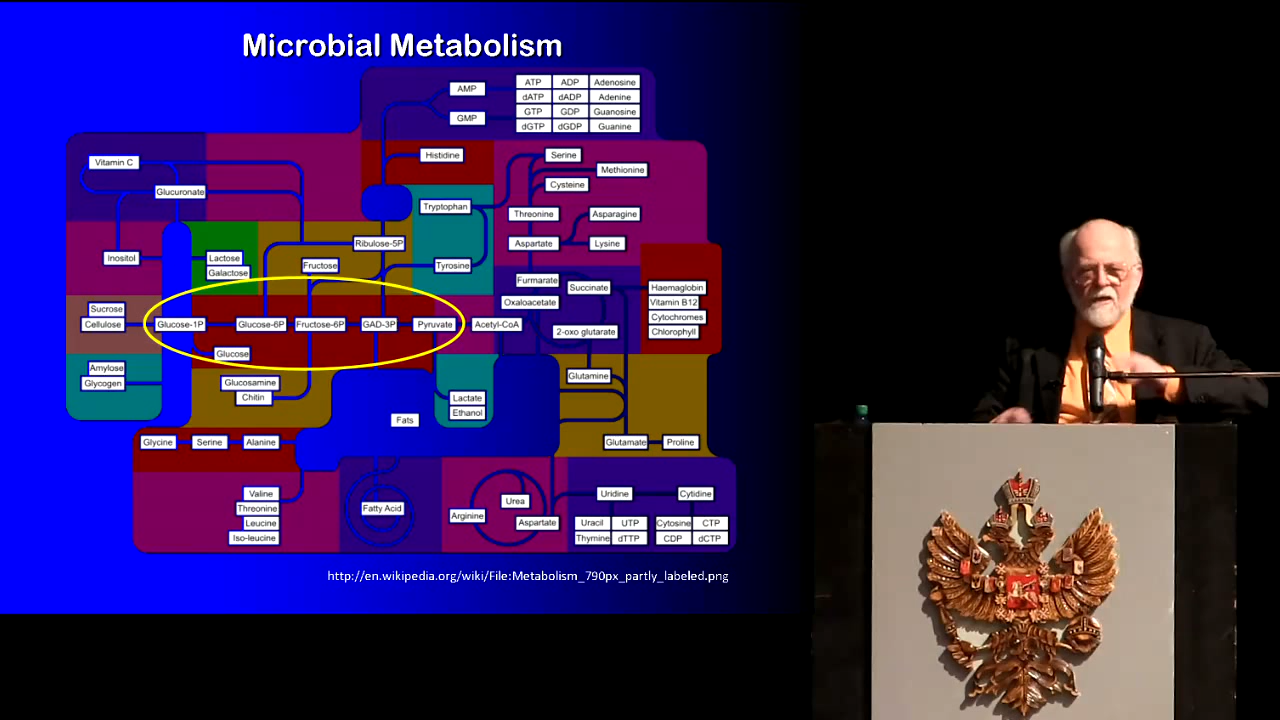 Microbial Metabolism
AMP
ATP ADP Adenosine
dATP dADP Adenine
GMP
GTP GDP Guanosine
dGTP dGDP Guanine
Vitamin C
Histidine
Serine
Methionine
Glucuronate
Cysteine
Tryptophan
Threonine Asparagine
Ribulose-5P
Aspartate Lysine
Inositol
Lactose
Galactose
Fructose
Tyrosine
Furmarate
Succinate
Haemaglobin
Oxaloacetate
Vitamin B12
Sucrose
Cytochromes
Cellulose
Glucose-1P Glucose-6P Fructose-6P GAD-3P Pyruvate Acetyl-CoA
2-oxo glutarate
Chlorophyll
Glucose
Amylose
Glycogen
Glucosamine
Chitin
Glutamine
Lactate
Ethanol
Fats
Glycine Serine Alanine
Glutamate Proline
Valine
Threonine
Leucine
Iso-leucine
Fatty Acid
Urea
Arginine
Aspartate
Uridine Cytidine
Uracil UTP Cytosine CTP
Thymine dTTP CDP dCTP
http://en.wikipedia.org/wiki/File:Metabolism_790px_partly_labeled.png